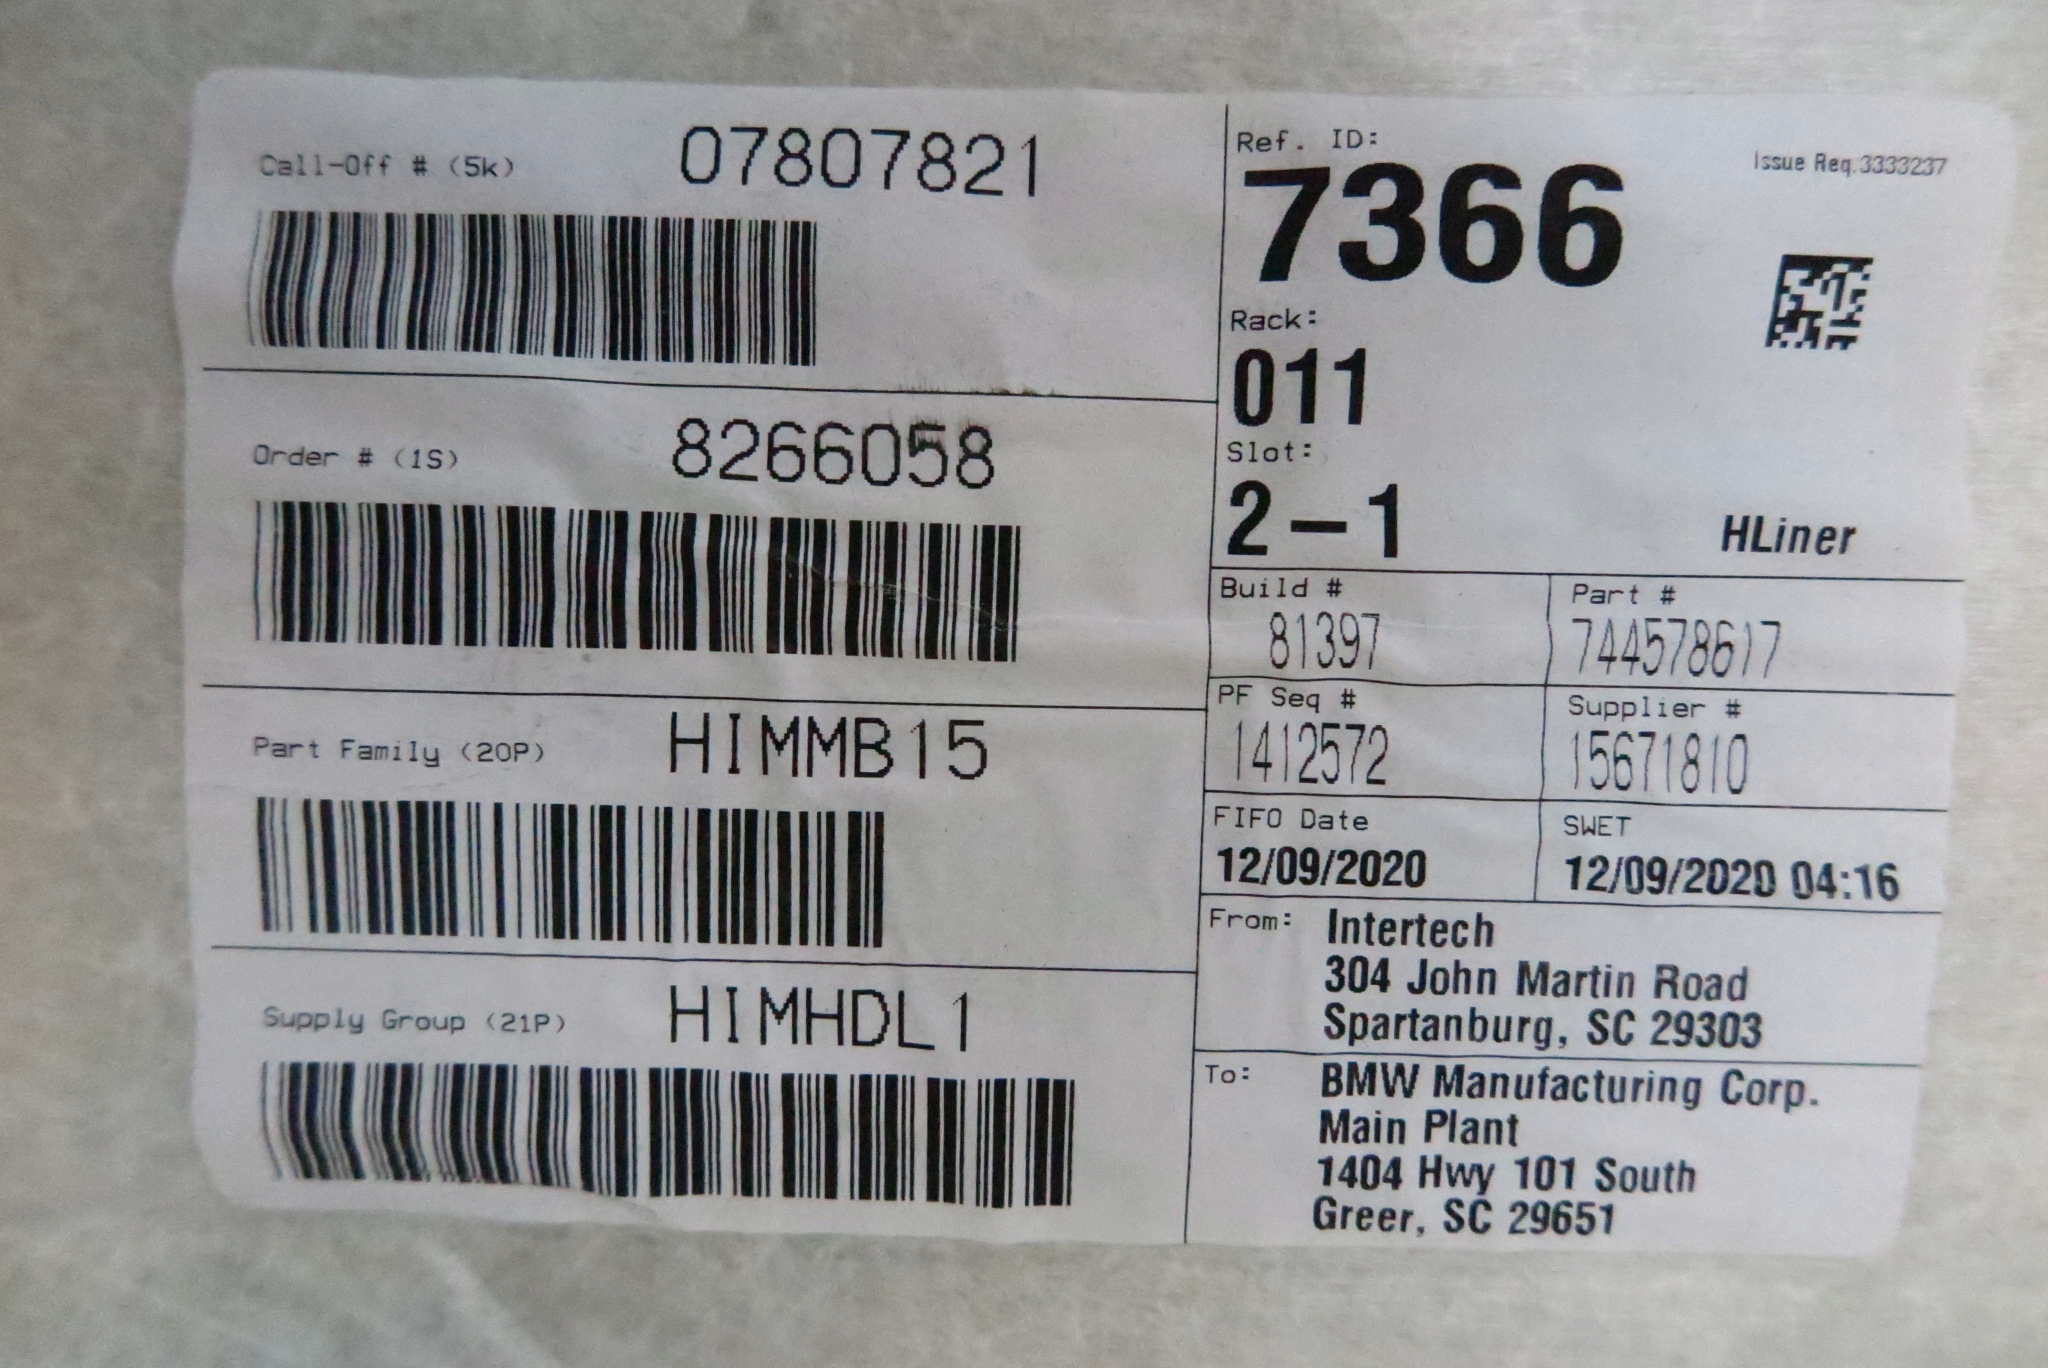 Call-Off # (5k) 07807821
Order # (1S) 8266058
Part Family (20P) HIMMB15
Supply Group (21P) HIMHDL1
Ref. ID:
Issue Req.3333237
7366
Rack:
011
Slot:
2-1
HLiner
Build # Part #
81397 744578617
PF Seq # Supplier #
1412572 15671810
FIFO Date SWET
12/09/2020 12/09/2020 04:16
From: Intertech
304 John Martin Road
Spartanburg, SC 29303
To: BMW Manufacturing Corp.
Main Plant
1404 Hwy 101 South
Greer, SC 29651